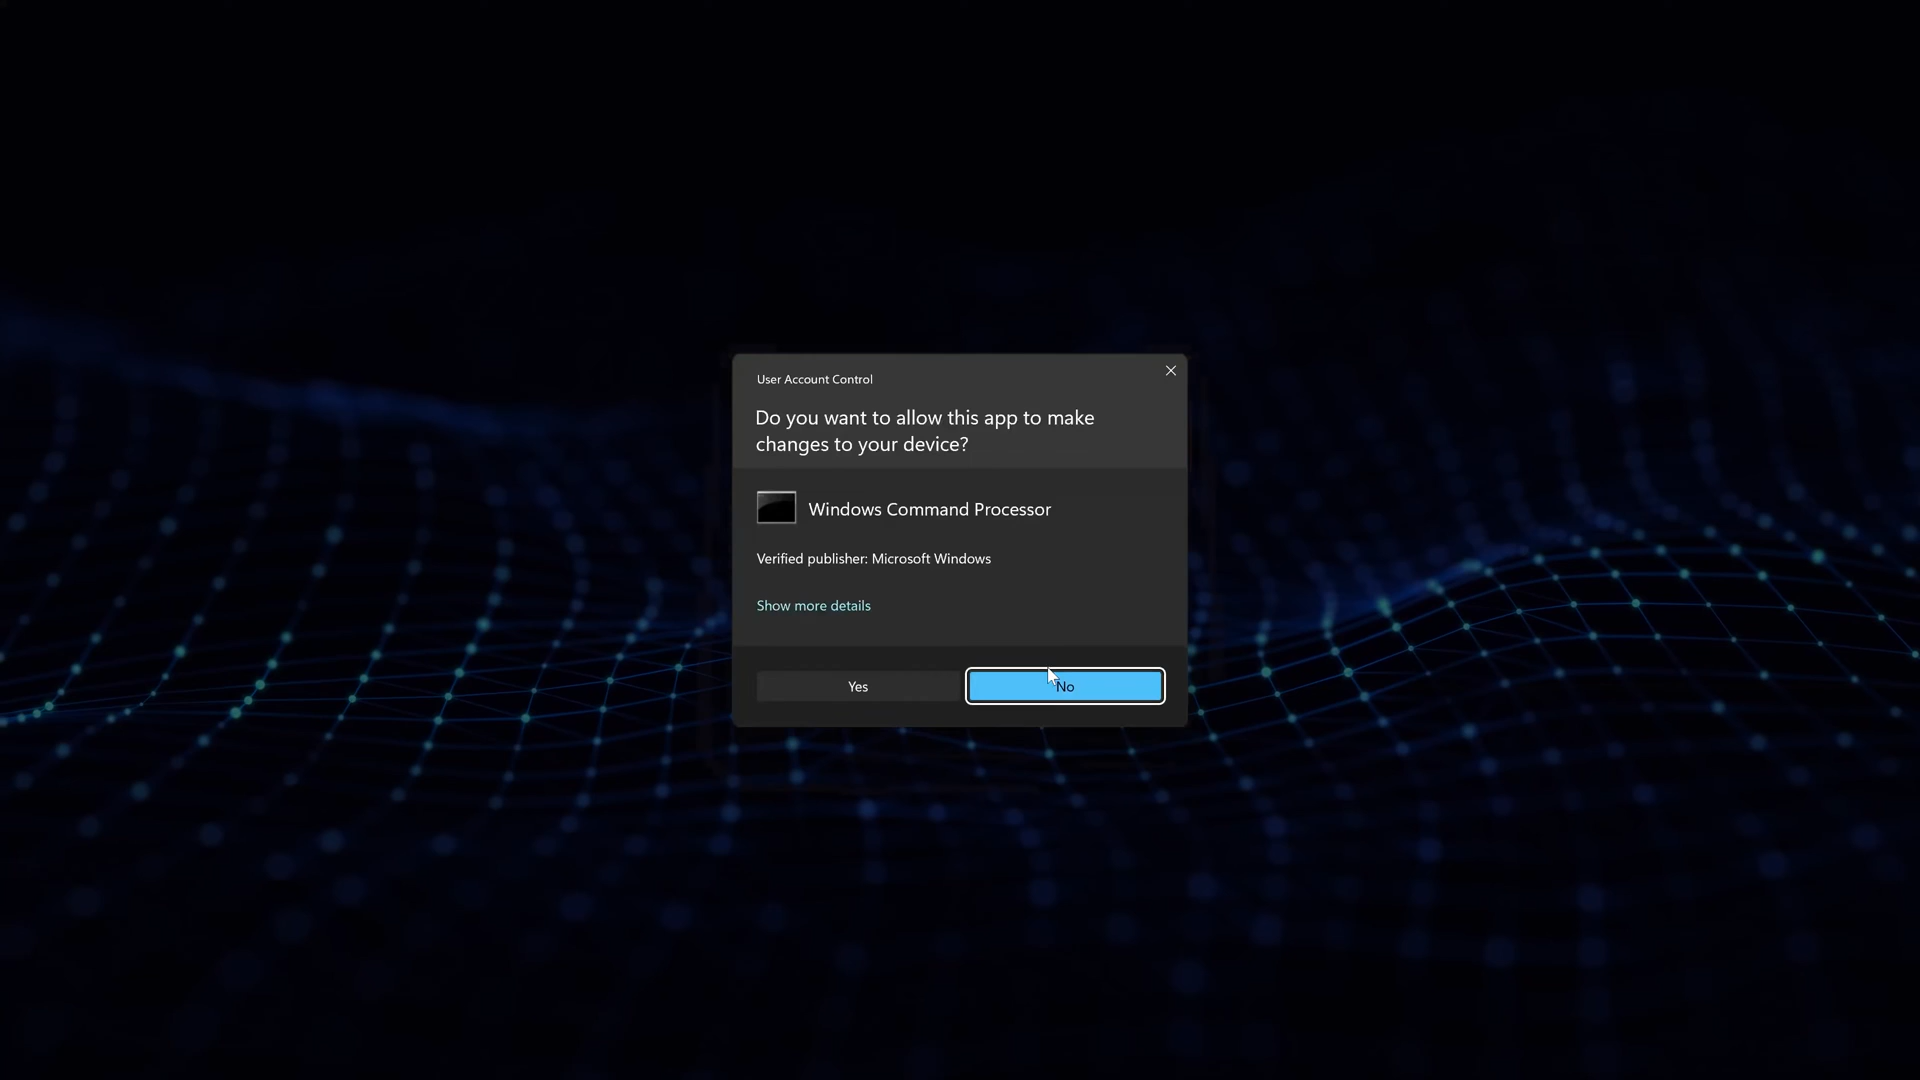 User Account Control
Do you want to allow this app to make
changes to your device?
Windows Command Processor
Verified publisher: Microsoft Windows
Show more details
Yes
No